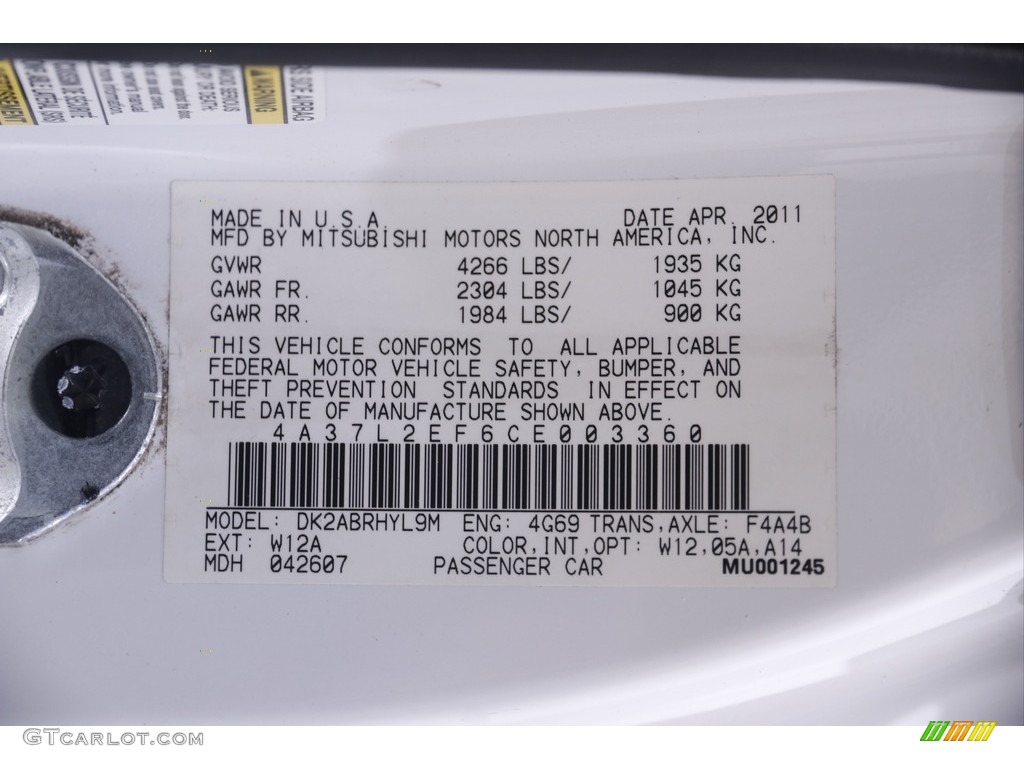 WARNING
MADE IN U.S.A. DATE APR. 2011
MFD BY MITSUBISHI MOTORS NORTH AMERICA, INC.
GVWR 4266 LBS/ 1935 KG
GAWR FR. 2304 LBS/ 1045 KG
GAWR RR. 1984 LBS/ 900 KG
THIS VEHICLE CONFORMS TO ALL APPLICABLE
FEDERAL MOTOR VEHICLE SAFETY, BUMPER, AND
THEFT PREVENTION STANDARDS IN EFFECT ON
THE DATE OF MANUFACTURE SHOWN ABOVE.
4A37L2EF6CE003360
MODEL: DK2ABRHYL9M ENG: 4G69 TRANS,AXLE: F4A4B
EXT: W12A COLOR,INT,OPT: W12,05A,A14
MDH 042607 PASSENGER CAR MU001245
GTCARLOT.COM